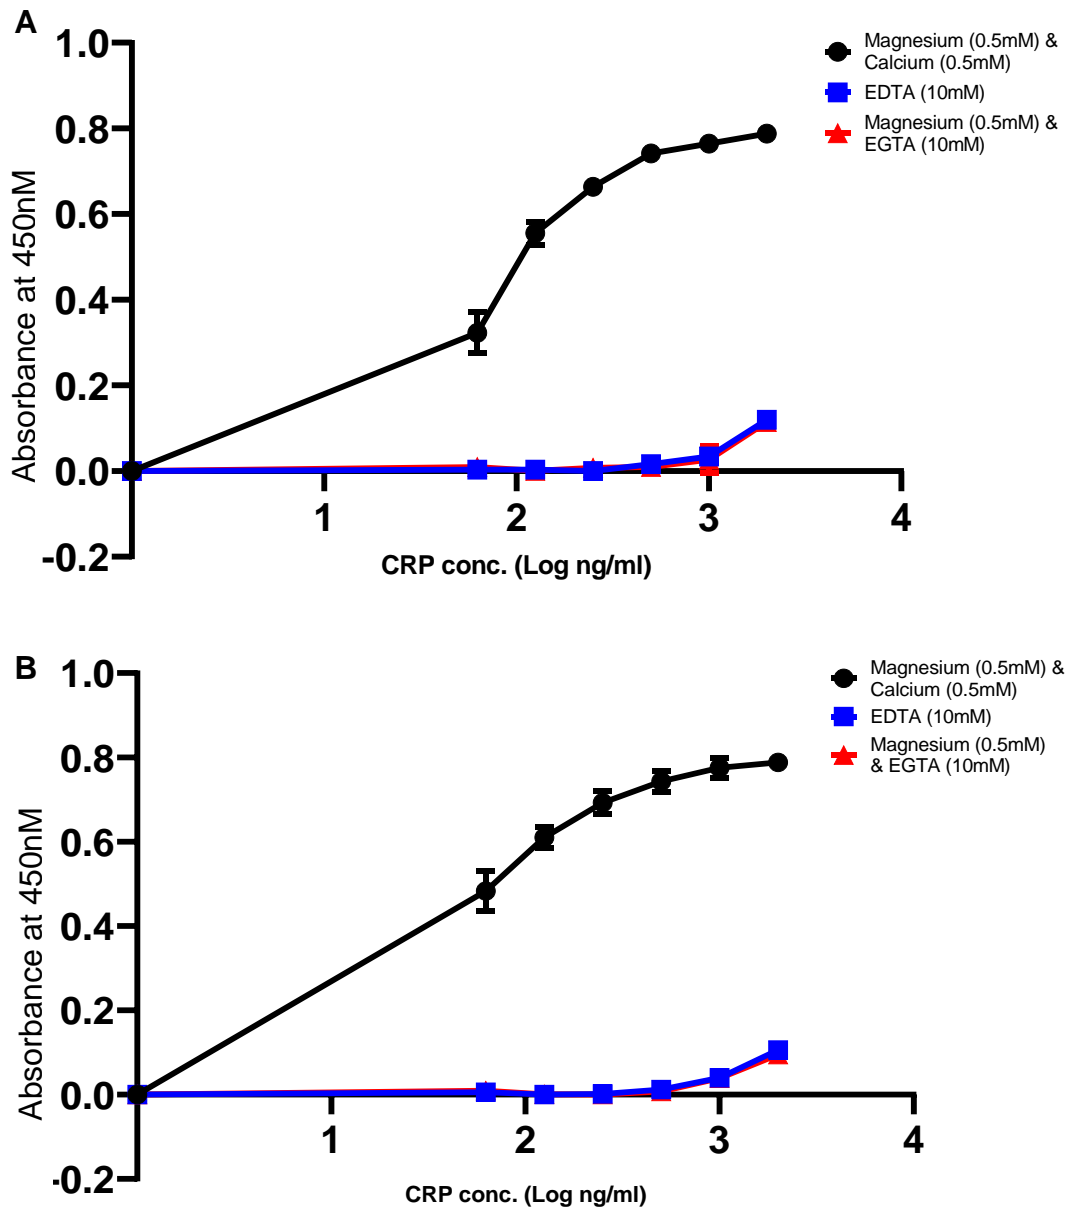 A
1.0
0.8
0.6
0.4
0.2
0.0
-0.2
Absorbance at 450nM
1 2 3 4
CRP conc. (Log ng/ml)
Magnesium (0.5mM) &
Calcium (0.5mM)
EDTA (10mM)
Magnesium (0.5mM) &
EGTA (10mM)
B
1.0
0.8
0.6
0.4
0.2
0.0
-0.2
Absorbance at 450nM
1 2 3 4
CRP conc. (Log ng/ml)
Magnesium (0.5mM) &
Calcium (0.5mM)
EDTA (10mM)
Magnesium (0.5mM)
& EGTA (10mM)